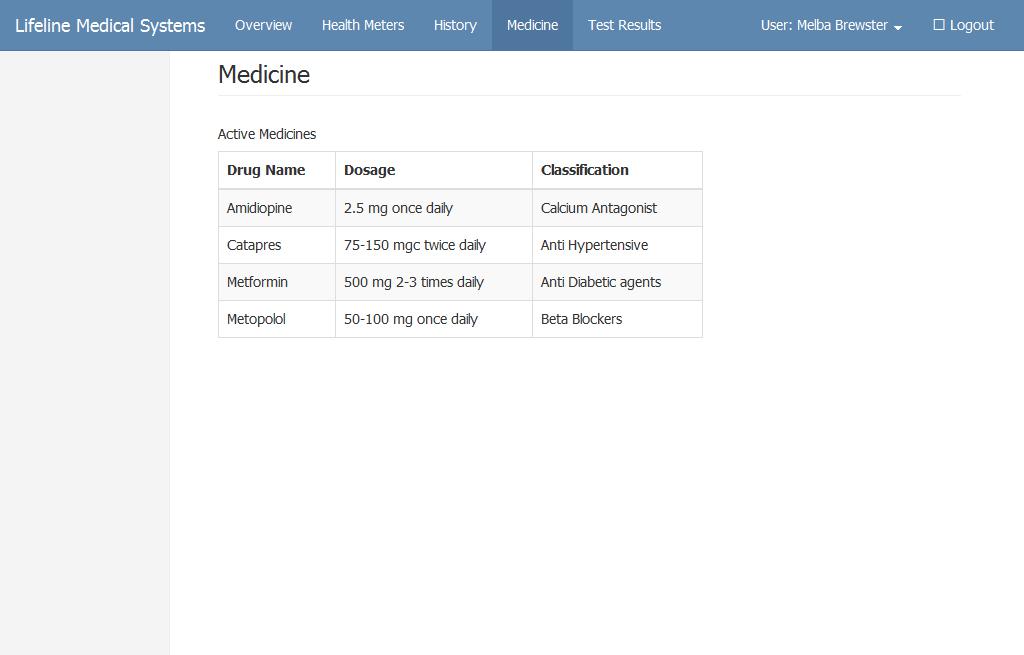 Lifeline Medical Systems Overview Health Meters History Medicine Test Results User: Melba Brewster Logout
Medicine
Active Medicines
Drug Name Dosage Classification
Amidiopine 2.5 mg once daily Calcium Antagonist
Catapres 75-150 mgc twice daily Anti Hypertensive
Metformin 500 mg 2-3 times daily Anti Diabetic agents
Metopolol 50-100 mg once daily Beta Blockers